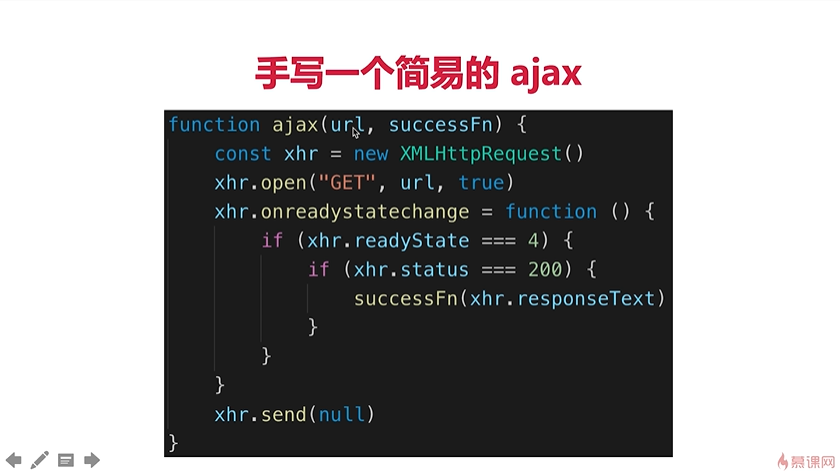 手写一个简易的 ajax
function ajax(url, successFn) {
    const xhr = new XMLHttpRequest()
    xhr.open("GET", url, true)
    xhr.onreadystatechange = function () {
        if (xhr.readyState === 4) {
            if (xhr.status === 200) {
                successFn(xhr.responseText)
            }
        }
    }
    xhr.send(null)
}
慕课网